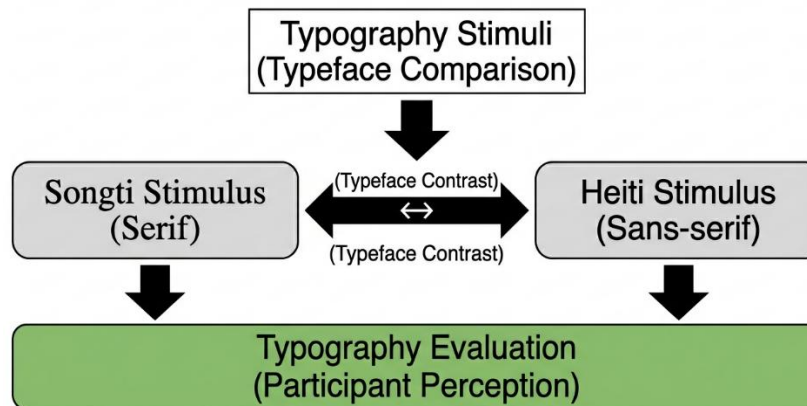 Typography Stimuli
(Typeface Comparison)
(Typeface Contrast)
Songti Stimulus
(Serif)
↔
Heiti Stimulus
(Sans-serif)
(Typeface Contrast)
Typography Evaluation
(Participant Perception)